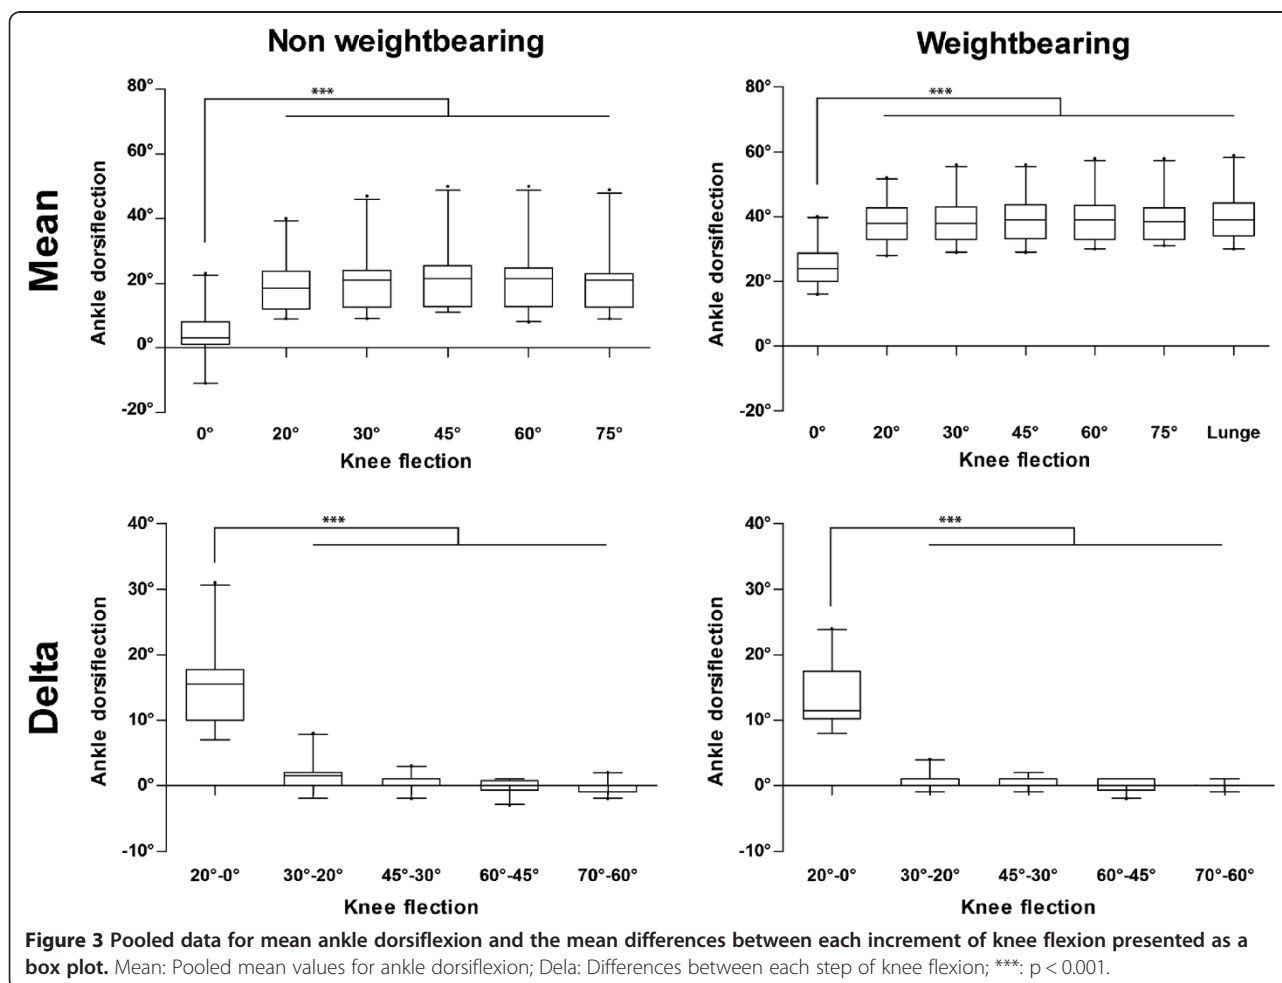 Non weightbearing
Weightbearing
Mean
Ankle dorsiflection
80°
60°
40°
20°
0°
-20°
***
0° 20° 30° 45° 60° 75°
Knee flection
Ankle dorsiflection
80°
60°
40°
20°
0°
-20°
***
0° 20° 30° 45° 60° 75° Lunge
Knee flection
Delta
Ankle dorsiflection
40°
30°
20°
10°
0°
-10°
***
20°-0° 30°-20° 45°-30° 60°-45° 70°-60°
Knee flection
Ankle dorsiflection
40°
30°
20°
10°
0°
-10°
***
20°-0° 30°-20° 45°-30° 60°-45° 70°-60°
Knee flection
Figure 3 Pooled data for mean ankle dorsiflexion and the mean differences between each increment of knee flexion presented as a
box plot. Mean: Pooled mean values for ankle dorsiflexion; Dela: Differences between each step of knee flexion; ***: p < 0.001.